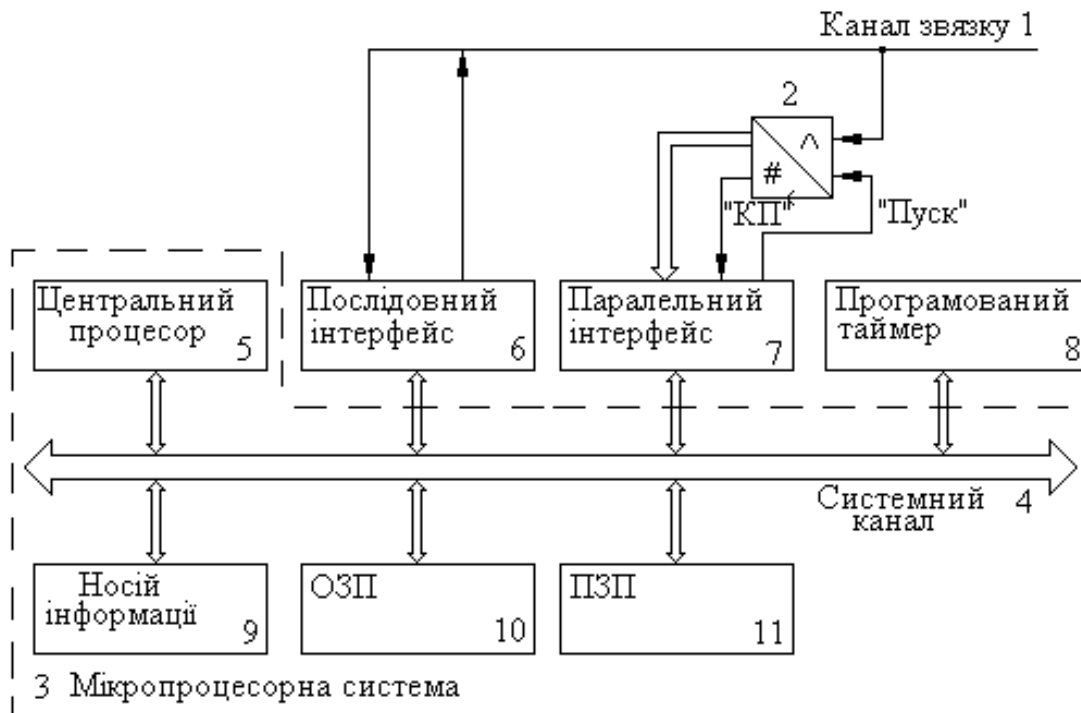 Канал звязку 1
2
^
#
"КП"
"Пуск"
Центральний
процесор 5
Послідовний
інтерфейс 6
Паралельний
інтерфейс 7
Програмований
таймер 8
Системний 4
канал
Носій
інформації 9
ОЗП
10
ПЗП
11
3 Мікропроцесорна система